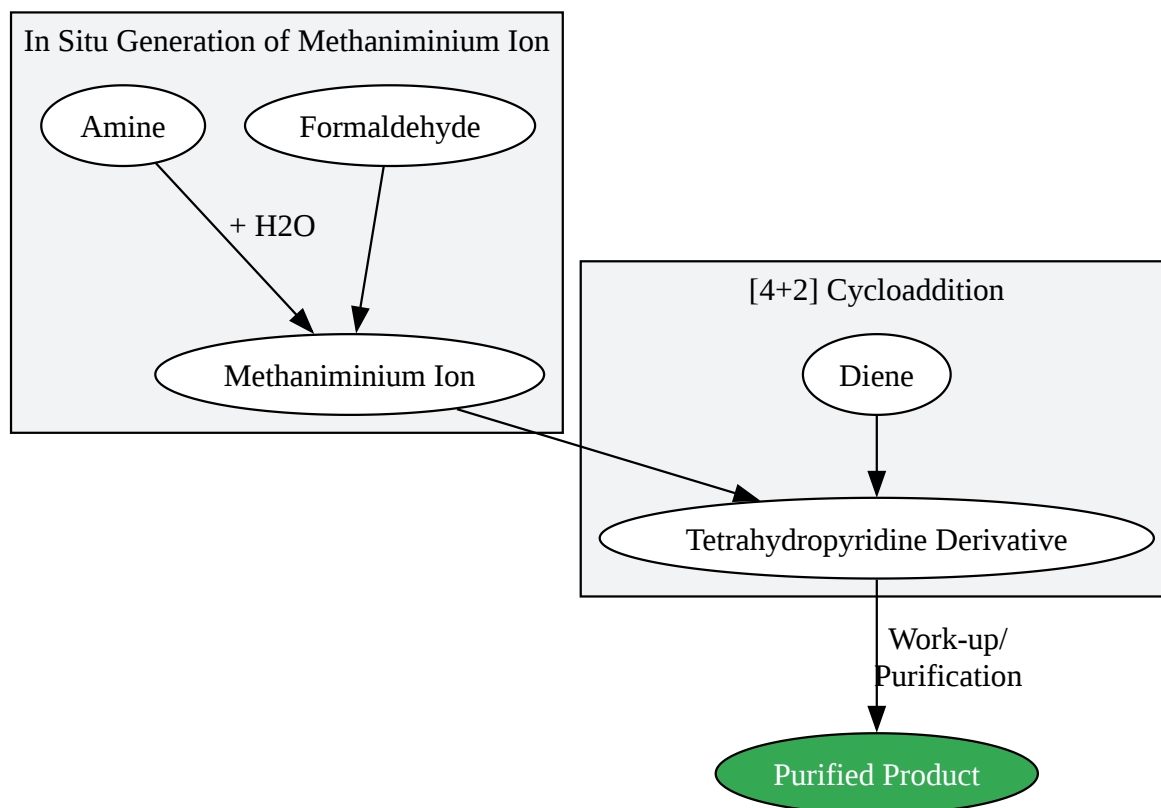 In Situ Generation of Methaniminium Ion
Amine
Formaldehyde
+ H2O
Methaniminium Ion
[4+2] Cycloaddition
Diene
Tetrahydropyridine Derivative
Work-up/
Purification
Purified Product